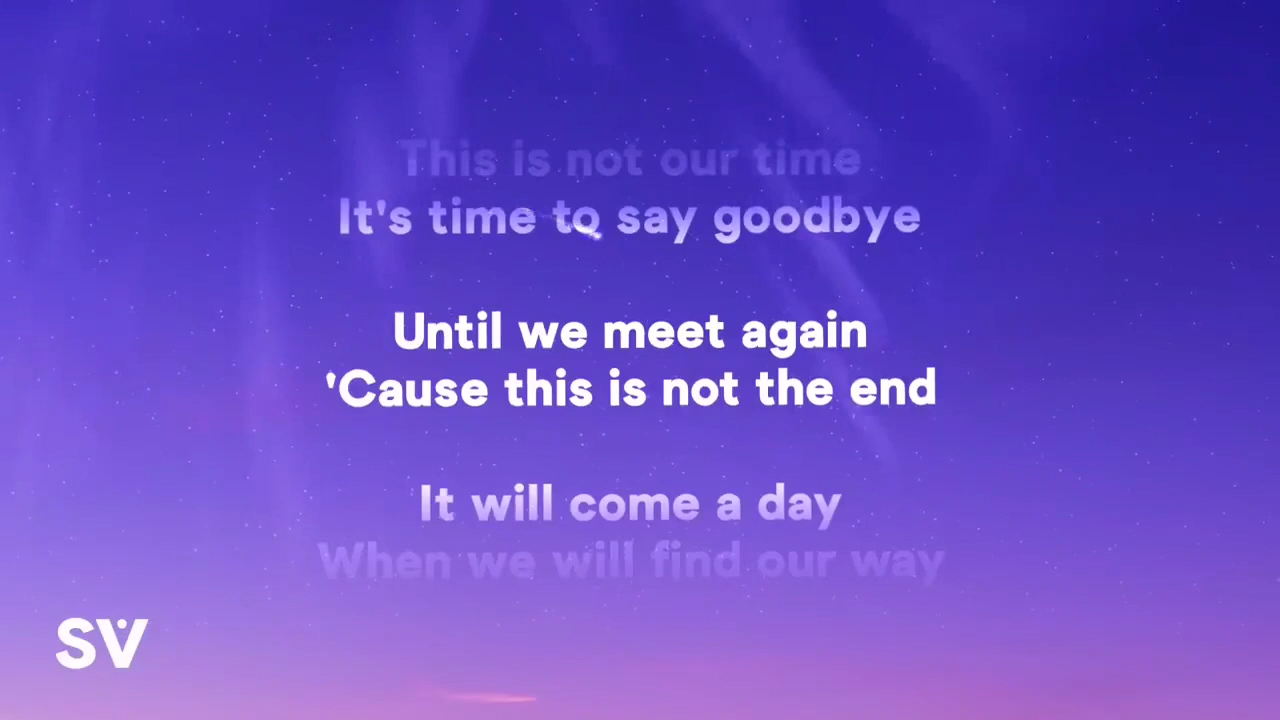 This is not our time
It's time to say goodbye
Until we meet again
'Cause this is not the end
It will come a day
When we will find our way
SV